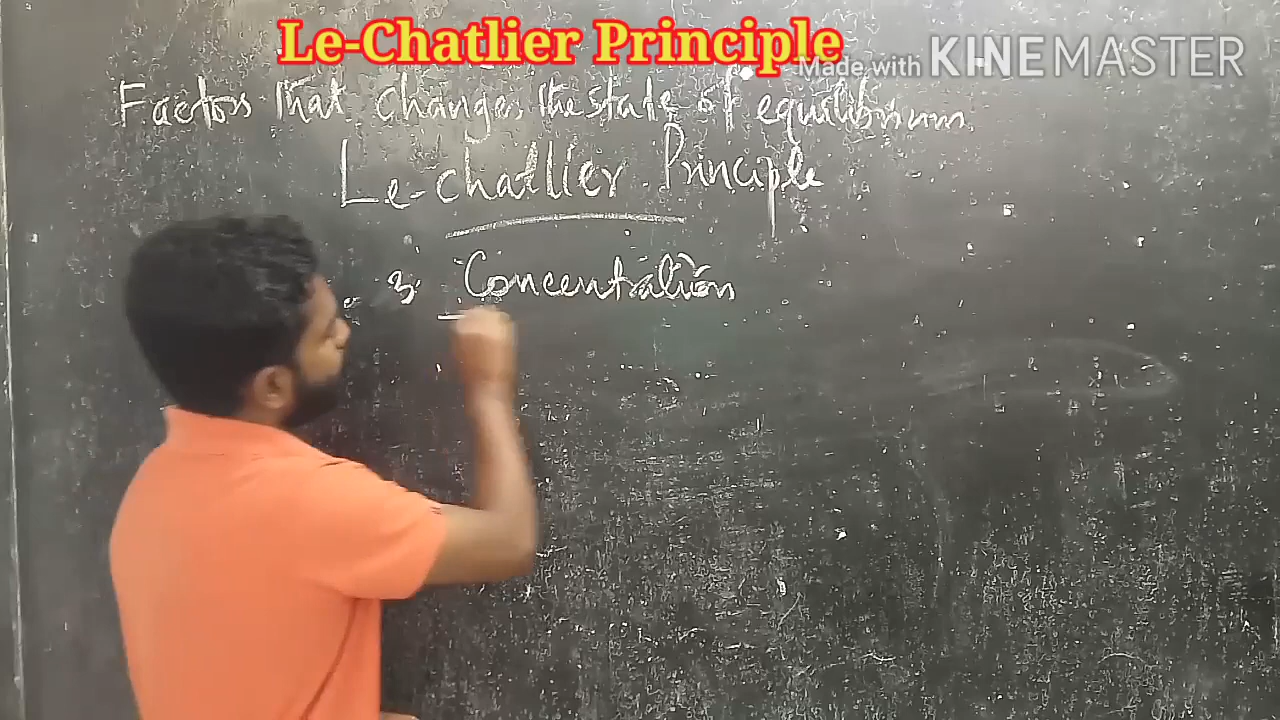 Le-Chatlier Principle
Made with KINEMASTER
Factors that changes the state of equilibrium
Le-chatlier Principle
3. Concentration